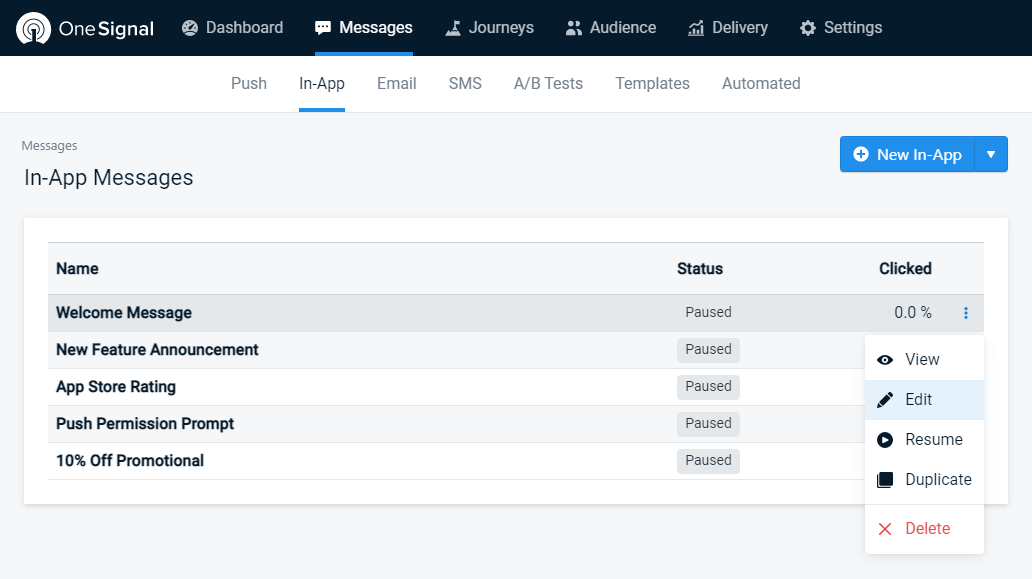 OneSignal Dashboard Messages Journeys Audience Delivery Settings
Push In-App Email SMS A/B Tests Templates Automated
Messages
In-App Messages
New In-App
Name Status Clicked
Welcome Message Paused 0.0 %
New Feature Announcement Paused
App Store Rating Paused
Push Permission Prompt Paused
10% Off Promotional Paused
View
Edit
Resume
Duplicate
Delete